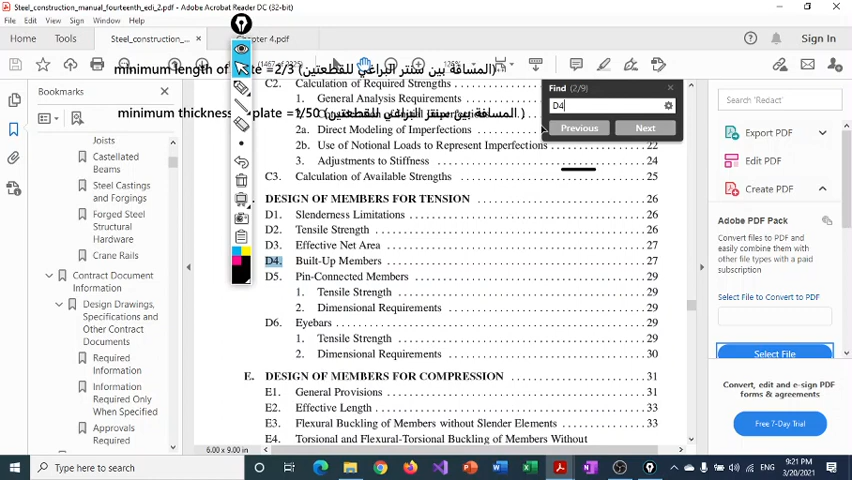 Steel_construction_manual_fourteenth_edi_2.pdf - Adobe Acrobat Reader DC (32-bit)
File Edit View Sign Window Help
Home Tools Steel_construction_... × Chapter 4.pdf Sign In
minimum length of plate =2/3 (المسافة بين سنتر البراغي للقطعتين)
minimum thickness plate =1/50 (المسافة بين سنتر البراغي للقطعتين)
Find (2/9)
D4
Previous Next
Bookmarks
Joists
Castellated
Beams
Steel Castings
and Forgings
Forged Steel
Structural
Hardware
Crane Rails
Contract Document
Information
Design Drawings,
Specifications
and Other
Contract
Documents
Required
Information
Information
Required Only
When Specified
Approvals
Required
C2. Calculation of Required Strengths
1. General Analysis Requirements
2a. Direct Modeling of Imperfections
2b. Use of Notional Loads to Represent Imperfections 22
3. Adjustments to Stiffness 24
C3. Calculation of Available Strengths 25
DESIGN OF MEMBERS FOR TENSION 26
D1. Slenderness Limitations 26
D2. Tensile Strength 26
D3. Effective Net Area 27
D4. Built-Up Members 27
D5. Pin-Connected Members 29
1. Tensile Strength 29
2. Dimensional Requirements 29
D6. Eyebars 29
1. Tensile Strength 29
2. Dimensional Requirements 30
E. DESIGN OF MEMBERS FOR COMPRESSION 31
E1. General Provisions 31
E2. Effective Length 33
E3. Flexural Buckling of Members without Slender Elements 33
E4. Torsional and Flexural-Torsional Buckling of Members Without
6.00 x 9.00 in
Search 'Redact'
Export PDF
Edit PDF
Create PDF
Adobe PDF Pack
Convert files to PDF and
easily combine them
with other file types with a paid
subscription
Select File to Convert to PDF
Select File
Convert, edit and e-sign PDF
forms & agreements
Free 7-Day Trial
Type here to search
ENG
9:21 PM
3/20/2021